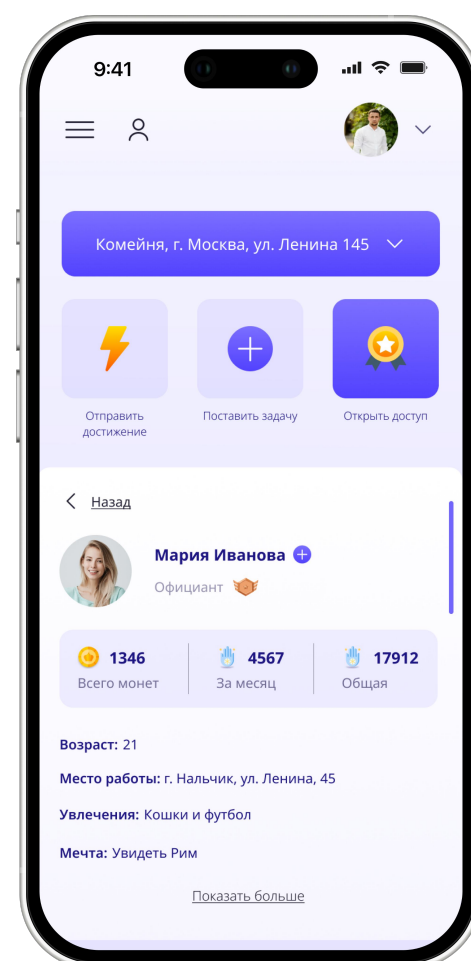 9:41
Комейня, г. Москва, ул. Ленина 145
Отправить
достижение
Поставить задачу
Открыть доступ
Назад
Мария Иванова
Официант
1346
Всего монет
4567
За месяц
17912
Общая
Возраст: 21
Место работы: г. Нальчик, ул. Ленина, 45
Увлечения: Кошки и футбол
Мечта: Увидеть Рим
Показать больше